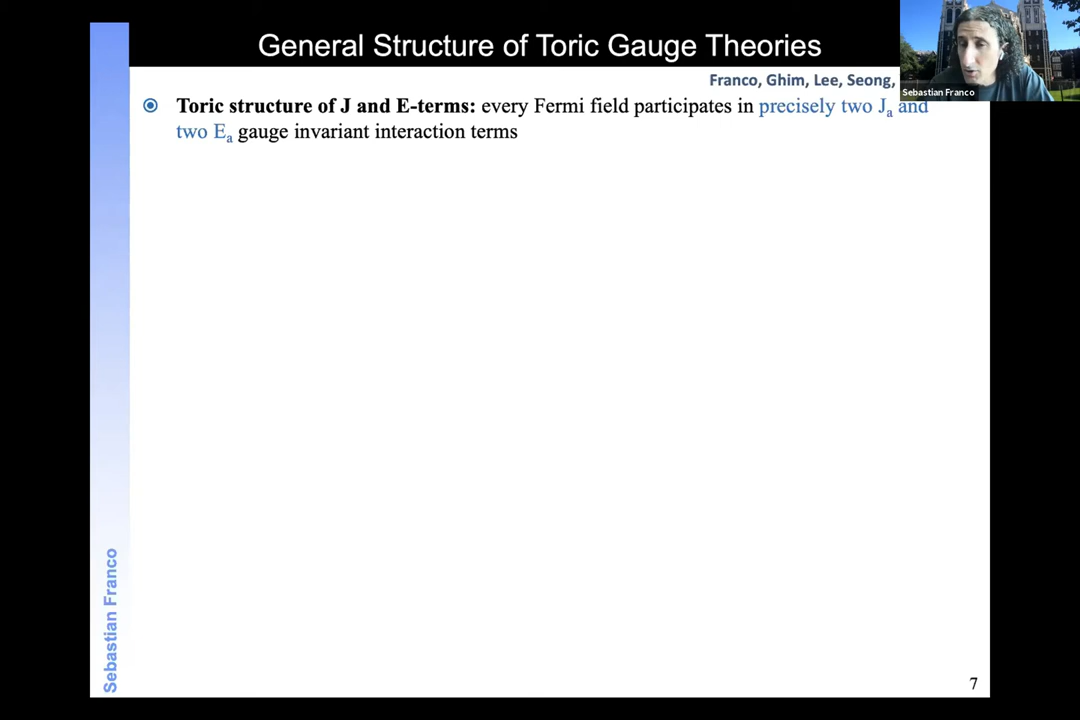 General Structure of Toric Gauge Theories
Franco, Ghim, Lee, Seong,
Sebastian Franco
Toric structure of J and E-terms: every Fermi field participates in precisely two Ja and
two Ea gauge invariant interaction terms
Sebastian Franco
7